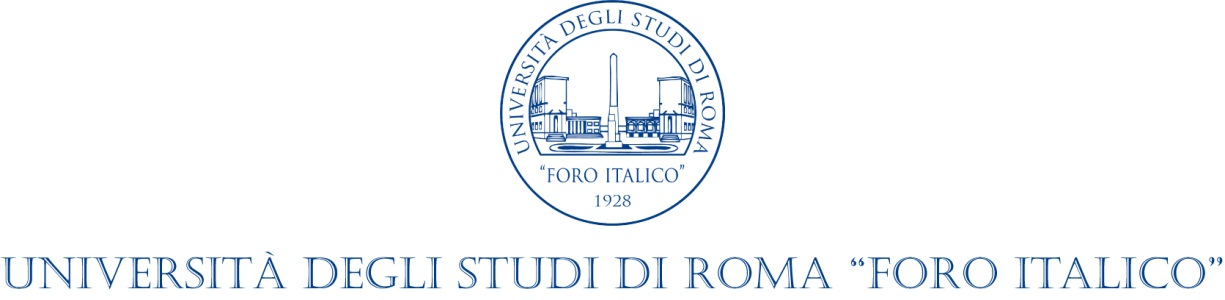 UNIVERSITÀ DEGLI STUDI DI ROMA
“FORO ITALICO”
1928
UNIVERSITÀ DEGLI STUDI DI ROMA “FORO ITALICO”